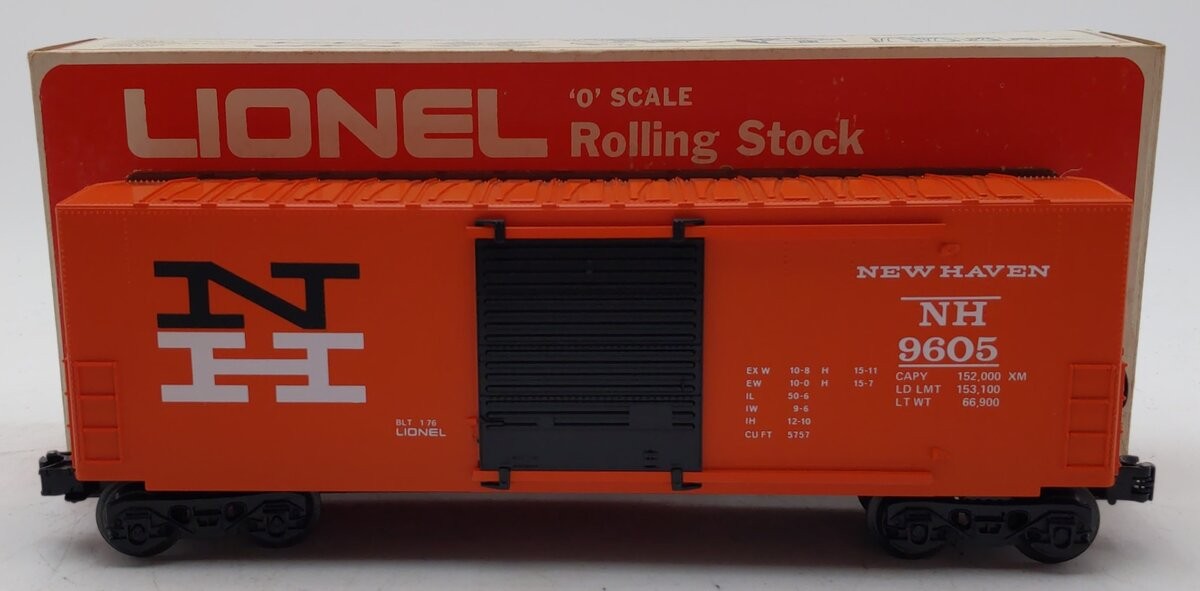 LIONEL
'O' SCALE
Rolling Stock
N
H
NEW HAVEN
NH
9605
EX W 10-8 H 15-11
EW 10-0 H 15-7
IL 50-6
IW 9-6
IH 12-10
CU FT 5757
CAPY 152,000 XM
LD LMT 153,100
LT WT 66,900
BLT 1 76
LIONEL